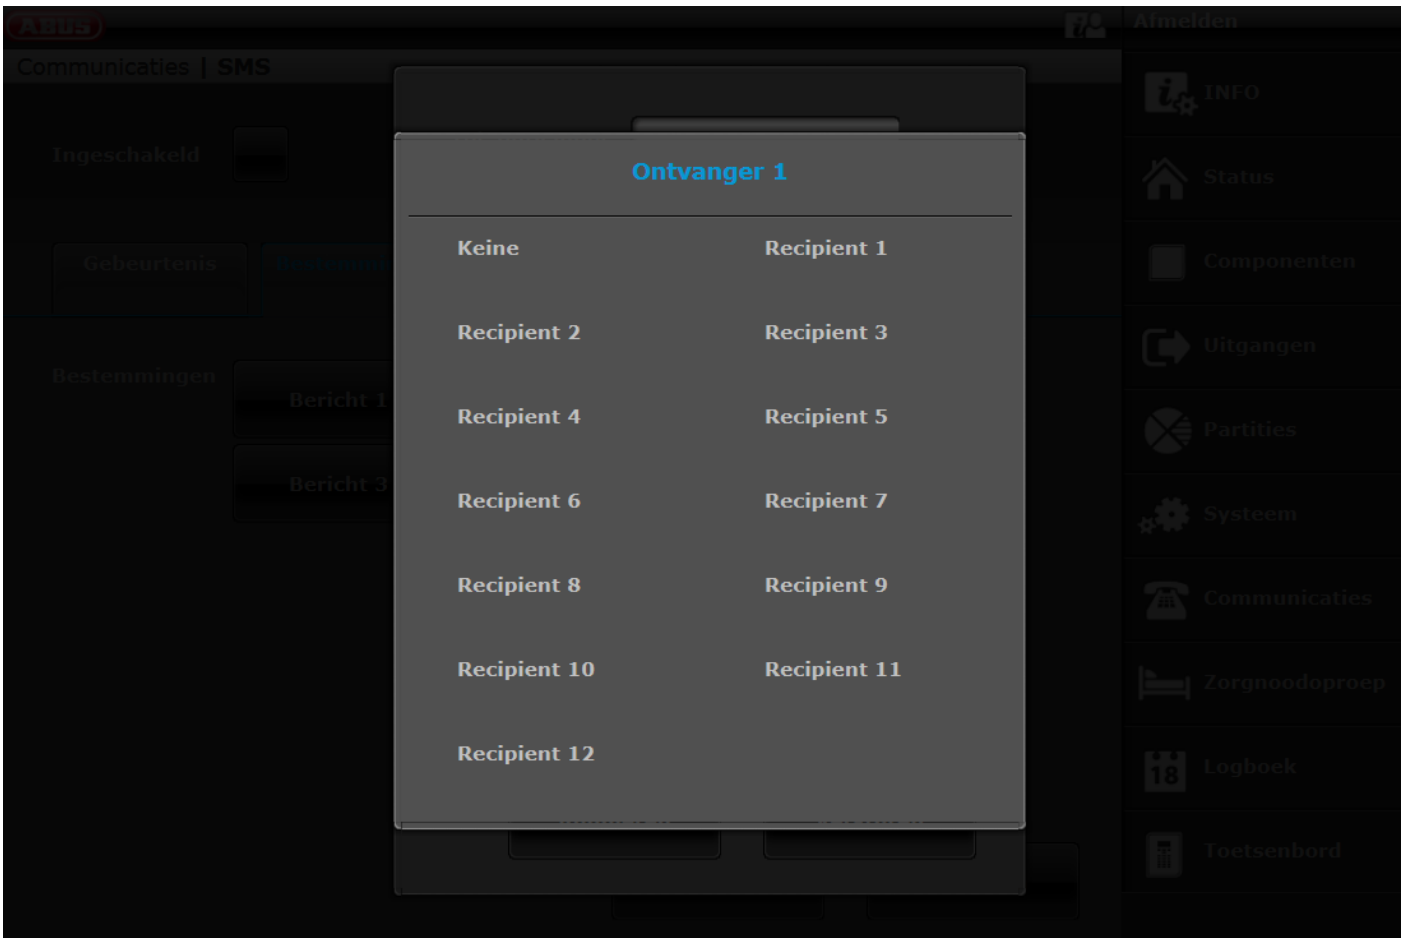 ABUS
Afmelden
Communicaties | SMS
INFO
Ingeschakeld
Ontvanger 1
Status
Keine Recipient 1
Gebeurtenis
Componenten
Recipient 2 Recipient 3
Uitgangen
Bestemmingen
Bericht 1
Recipient 4 Recipient 5
Partities
Bericht 3
Recipient 6 Recipient 7
Systeem
Recipient 8 Recipient 9
Communicaties
Recipient 10 Recipient 11
Zorgnoodoproep
Recipient 12
18 Logboek
Toetsenbord